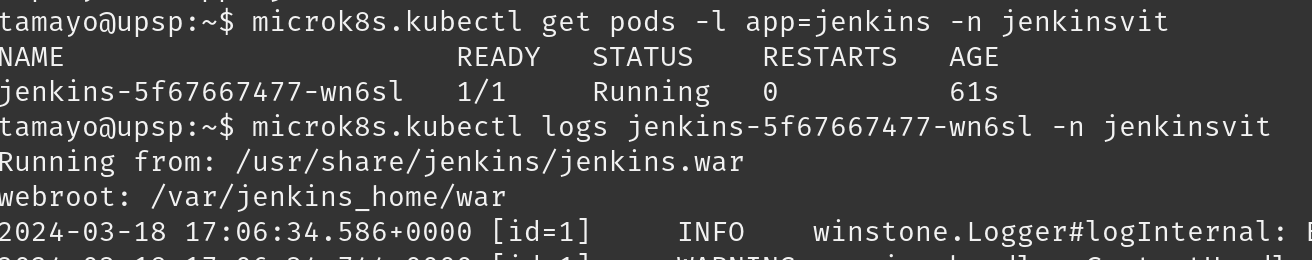 tamayo@upsp:~$ microk8s.kubectl get pods -l app=jenkins -n jenkinsvit
NAME READY STATUS RESTARTS AGE
jenkins-5f67667477-wn6sl 1/1 Running 0 61s
tamayo@upsp:~$ microk8s.kubectl logs jenkins-5f67667477-wn6sl -n jenkinsvit
Running from: /usr/share/jenkins/jenkins.war
webroot: /var/jenkins_home/war
2024-03-18 17:06:34.586+0000 [id=1] INFO winstone.Logger#logInternal: